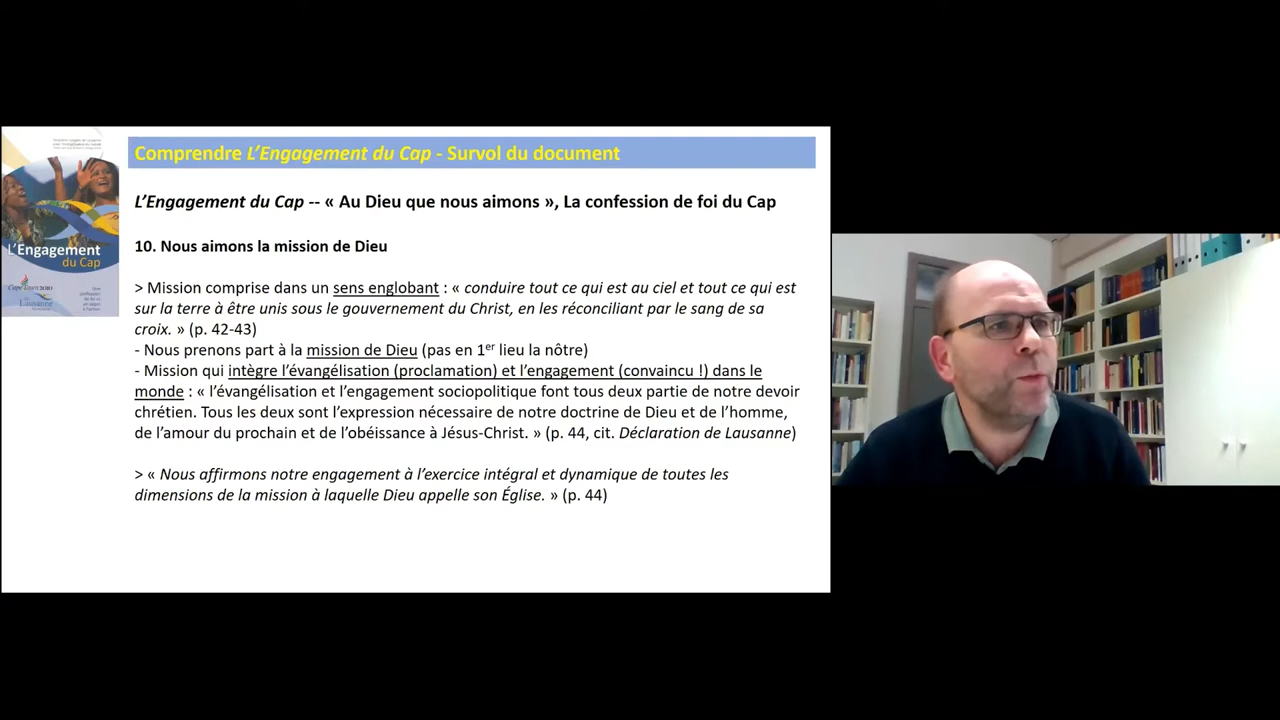 Comprendre L’Engagement du Cap - Survol du document
L’Engagement du Cap -- « Au Dieu que nous aimons », La confession de foi du Cap
10. Nous aimons la mission de Dieu
> Mission comprise dans un sens englobant : « conduire tout ce qui est au ciel et tout ce qui est
sur la terre à être unis sous le gouvernement du Christ, en les réconciliant par le sang de sa
croix. » (p. 42-43)
- Nous prenons part à la mission de Dieu (pas en 1er lieu la nôtre)
- Mission qui intègre l’évangélisation (proclamation) et l’engagement (convaincu !) dans le
monde : « l’évangélisation et l’engagement sociopolitique font tous deux partie de notre devoir
chrétien. Tous les deux sont l’expression nécessaire de notre doctrine de Dieu et de l’homme,
de l’amour du prochain et de l’obéissance à Jésus-Christ. » (p. 44, cit. Déclaration de Lausanne)
> « Nous affirmons notre engagement à l’exercice intégral et dynamique de toutes les
dimensions de la mission à laquelle Dieu appelle son Église. » (p. 44)
L’Engagement
du Cap
Lausanne